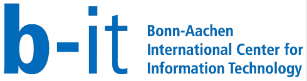 b-it
Bonn-Aachen
International Center for
Information Technology